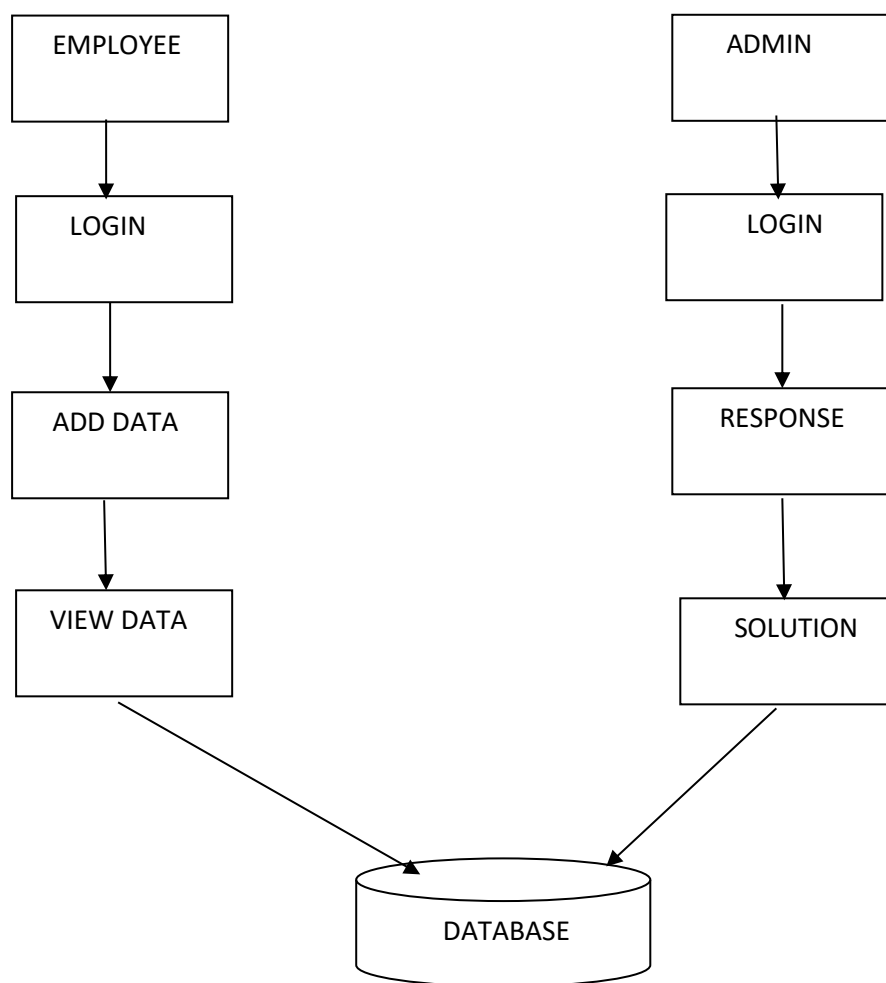 EMPLOYEE
LOGIN
ADD DATA
VIEW DATA
ADMIN
LOGIN
RESPONSE
SOLUTION
DATABASE